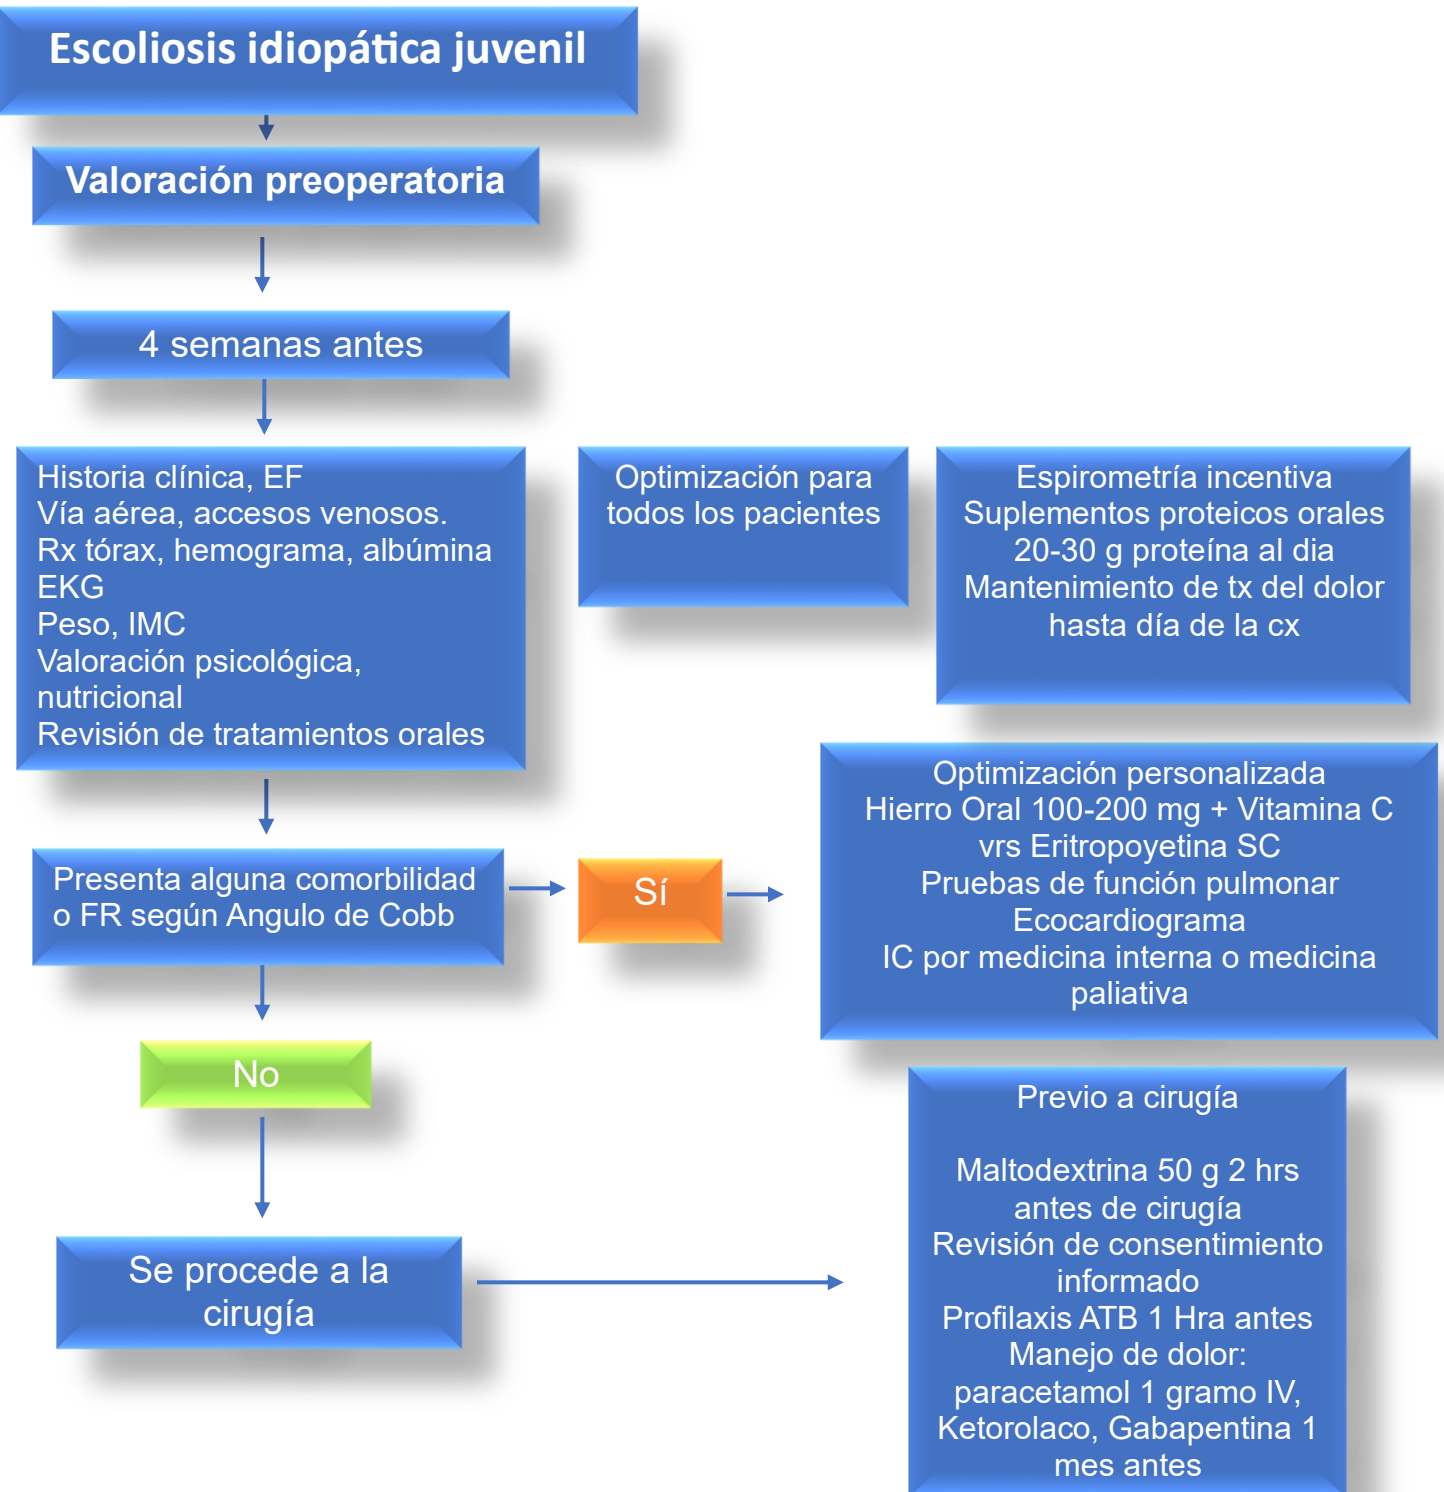 Escoliosis idiopática juvenil
Valoración preoperatoria
4 semanas antes
Historia clínica, EF
Vía aérea, accesos venosos.
Rx tórax, hemograma, albúmina
EKG
Peso, IMC
Valoración psicológica,
nutricional
Revisión de tratamientos orales
Optimización para
todos los pacientes
Espirometría incentiva
Suplementos proteicos orales
20-30 g proteína al dia
Mantenimiento de tx del dolor
hasta día de la cx
Presenta alguna comorbilidad
o FR según Angulo de Cobb
Sí
Optimización personalizada
Hierro Oral 100-200 mg + Vitamina C
vrs Eritropoyetina SC
Pruebas de función pulmonar
Ecocardiograma
IC por medicina interna o medicina
paliativa
No
Se procede a la
cirugía
Previo a cirugía
Maltodextrina 50 g 2 hrs
antes de cirugía
Revisión de consentimiento
informado
Profilaxis ATB 1 Hra antes
Manejo de dolor:
paracetamol 1 gramo IV,
Ketorolaco, Gabapentina 1
mes antes